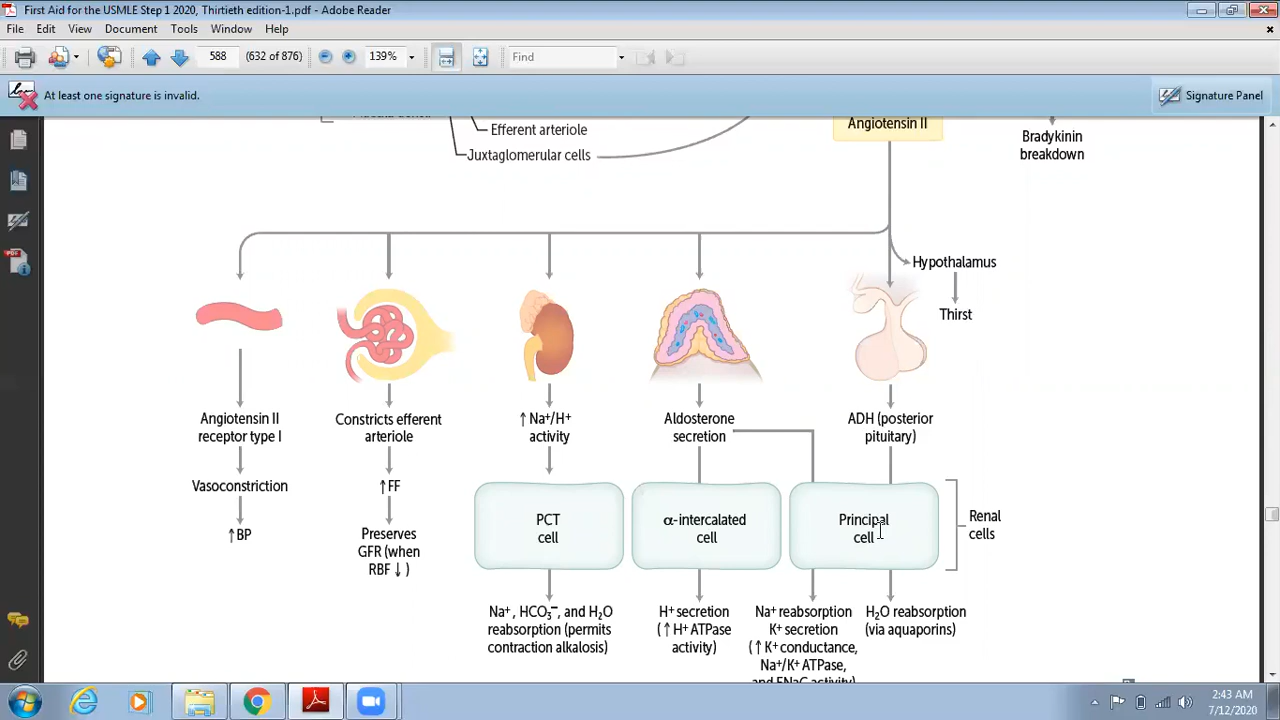 First Aid for the USMLE Step 1 2020, Thirtieth edition-1.pdf - Adobe Reader
File Edit View Document Tools Window Help
588 (632 of 876) 139% Find
At least one signature is invalid.
Signature Panel
Efferent arteriole
Juxtaglomerular cells
Angiotensin II
Bradykinin
breakdown
Hypothalamus
Thirst
Angiotensin II
receptor type I
Vasoconstriction
↑BP
Constricts efferent
arteriole
↑FF
Preserves
GFR (when
RBF ↓)
↑Na⁺/H⁺
activity
PCT
cell
Na⁺, HCO₃⁻, and H₂O
reabsorption (permits
contraction alkalosis)
Aldosterone
secretion
α-intercalated
cell
H⁺ secretion
(↑H⁺ ATPase
activity)
ADH (posterior
pituitary)
Principal
cell
Renal
cells
Na⁺ reabsorption
K⁺ secretion
(↑K⁺ conductance,
Na⁺/K⁺ ATPase,
and ENaC activity)
H₂O reabsorption
(via aquaporins)
2:43 AM
7/12/2020